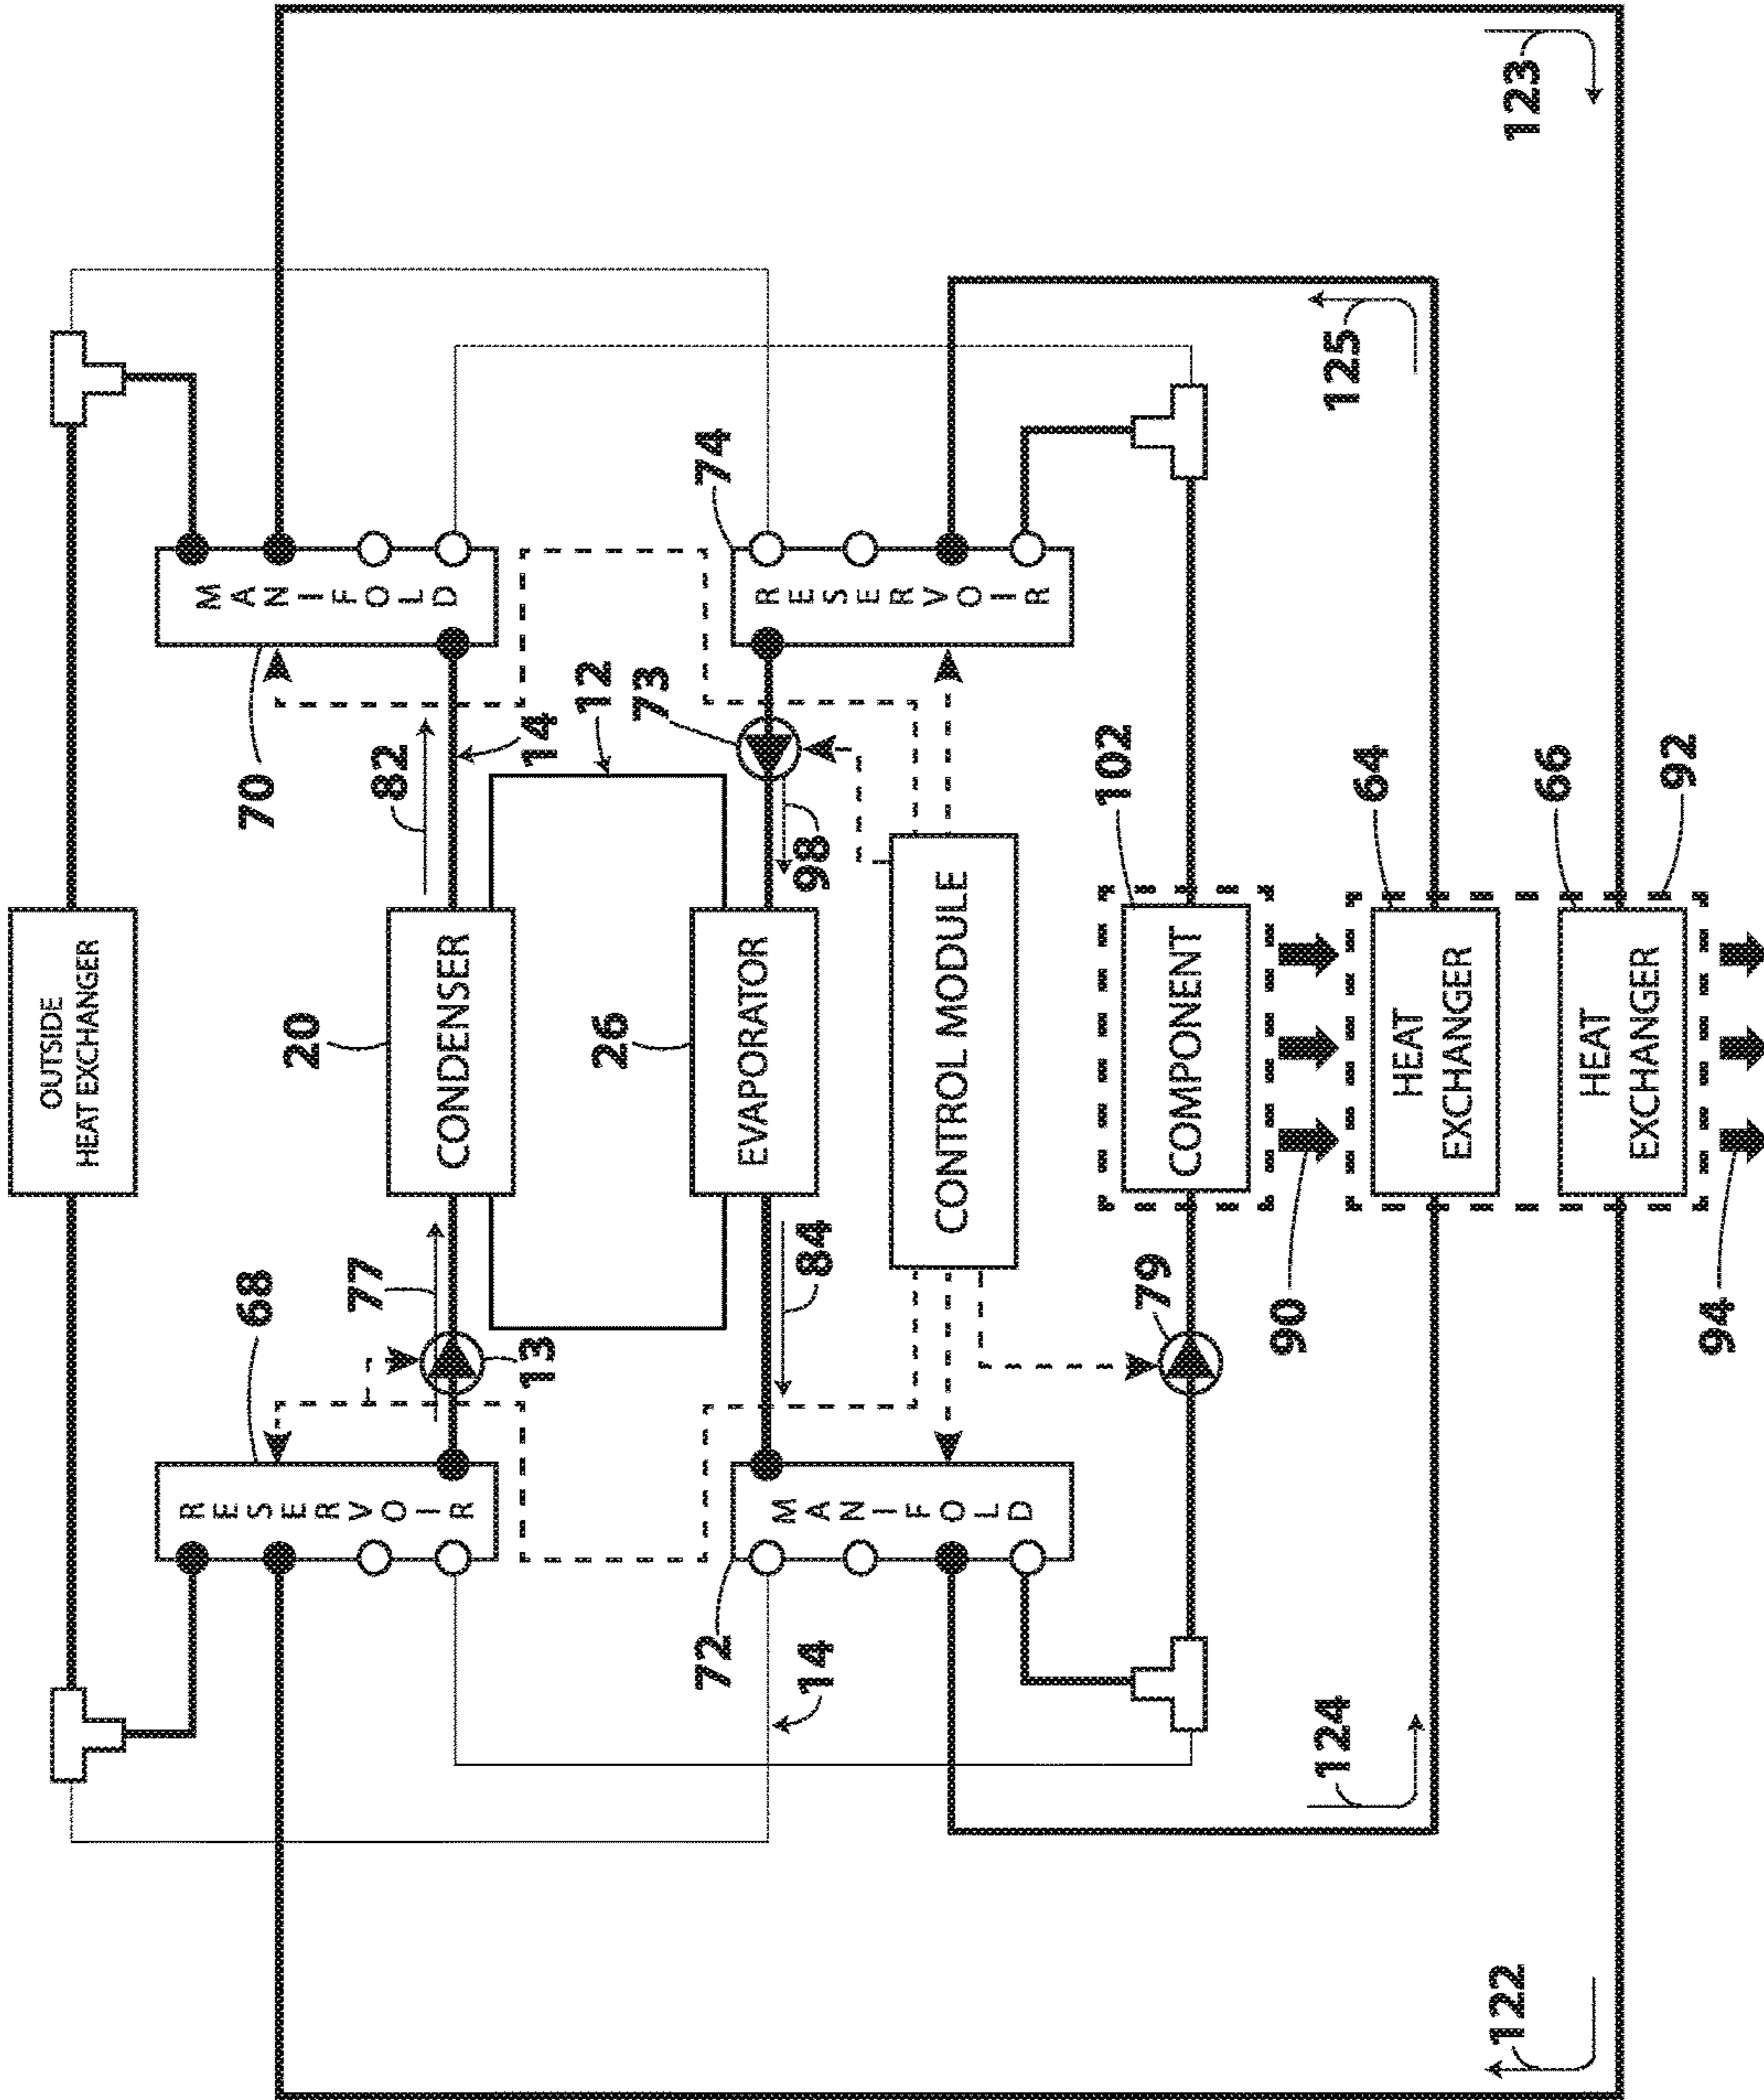 OUTSIDE
HEAT EXCHANGER
68
77
20
82
70
RESERVOIR
CONDENSER
MANIFOLD
13
14
12
72
84
26
73
74
MANIFOLD
EVAPORATOR
98
RESERVOIR
14
CONTROL MODULE
79
102
COMPONENT
124
90
64
125
HEAT
EXCHANGER
122
66
123
HEAT
EXCHANGER
92
94